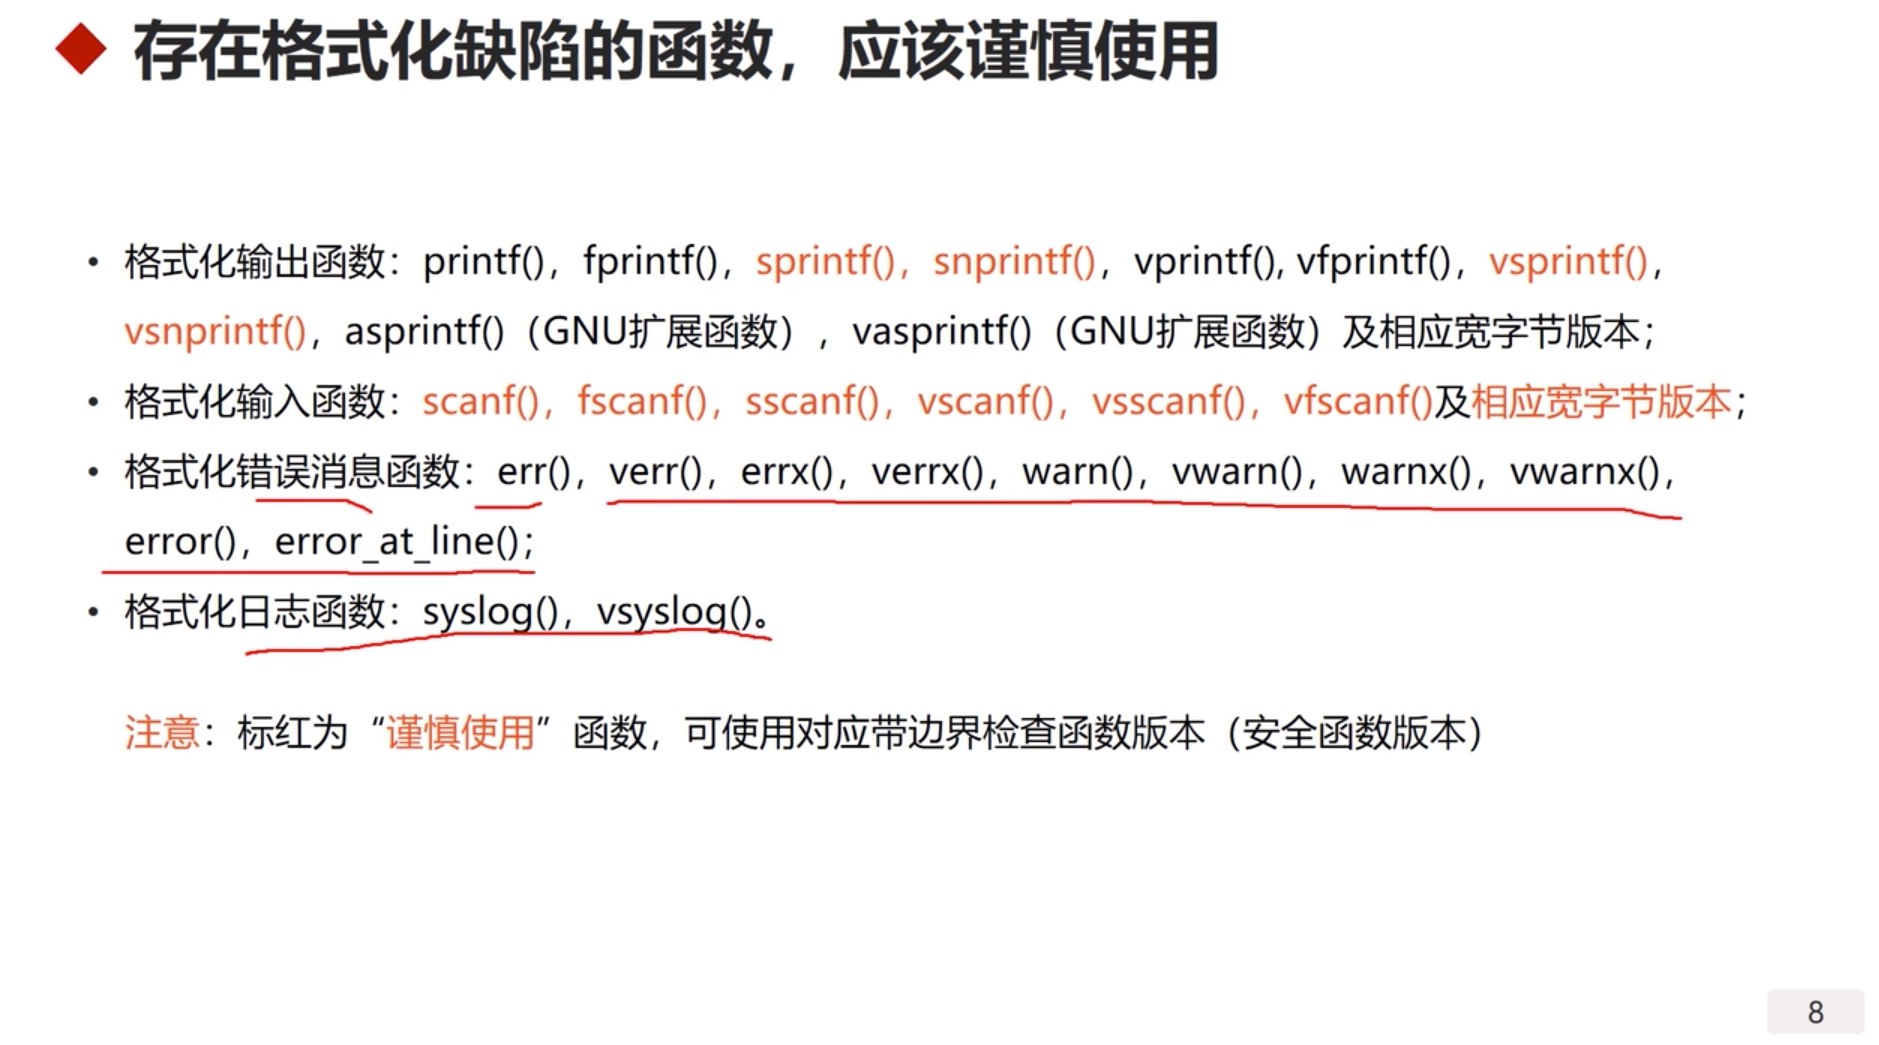 存在格式化缺陷的函数，应该谨慎使用
• 格式化输出函数：printf()，fprintf()，sprintf()，snprintf()，vprintf(), vfprintf()，vsprintf()，
vsnprintf()，asprintf()（GNU扩展函数），vasprintf()（GNU扩展函数）及相应宽字节版本；
• 格式化输入函数：scanf()，fscanf()，sscanf()，vscanf()，vsscanf()，vfscanf()及相应宽字节版本；
• 格式化错误消息函数：err()，verr()，errx()，verrx()，warn()，vwarn()，warnx()，vwarnx()，
error()，error_at_line()；
• 格式化日志函数：syslog()，vsyslog()。
注意：标红为“谨慎使用”函数，可使用对应带边界检查函数版本（安全函数版本）
8